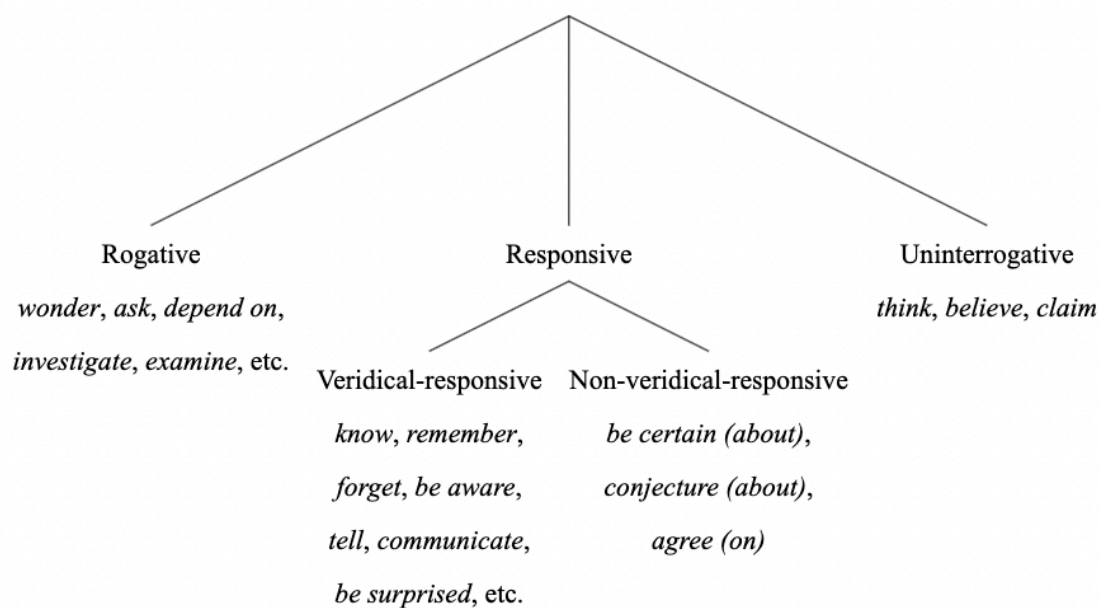 Rogative
wonder, ask, depend on,
investigate, examine, etc.
Responsive
Veridical-responsive
know, remember,
forget, be aware,
tell, communicate,
be surprised, etc.
Non-veridical-responsive
be certain (about),
conjecture (about),
agree (on)
Uninterrogative
think, believe, claim